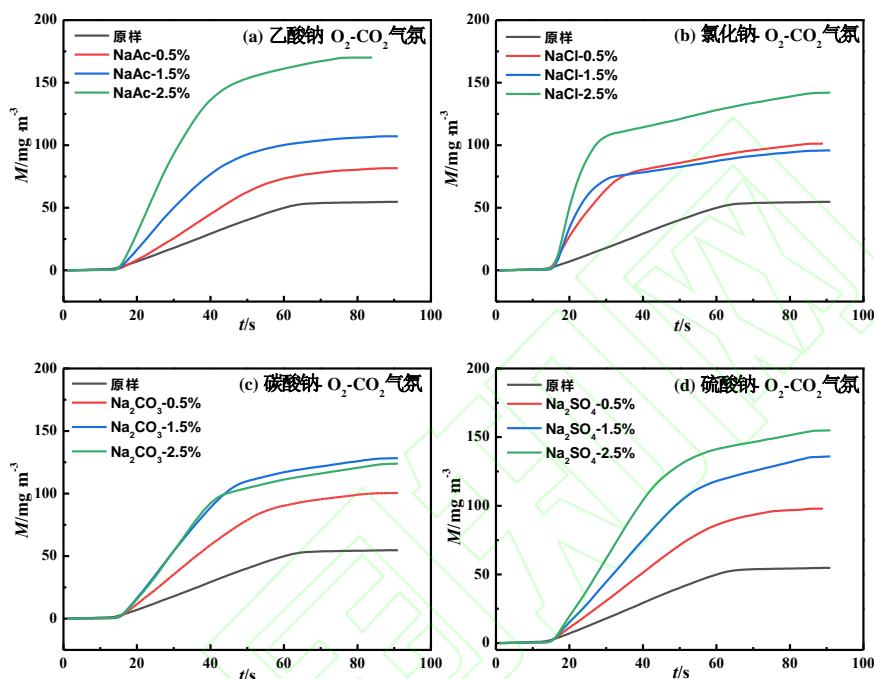 (a) 乙酸钠 O₂-CO₂气氛
原样
NaAc-0.5%
NaAc-1.5%
NaAc-2.5%
M/mg·m⁻³
200
150
100
50
0
0 20 40 60 80 100
t/s
(b) 氯化钠- O₂-CO₂气氛
原样
NaCl-0.5%
NaCl-1.5%
NaCl-2.5%
M/mg·m⁻³
200
150
100
50
0
0 20 40 60 80 100
t/s
(c) 碳酸钠- O₂-CO₂气氛
原样
Na₂CO₃-0.5%
Na₂CO₃-1.5%
Na₂CO₃-2.5%
M/mg·m⁻³
200
150
100
50
0
0 20 40 60 80 100
t/s
(d) 硫酸钠- O₂-CO₂气氛
原样
Na₂SO₄-0.5%
Na₂SO₄-1.5%
Na₂SO₄-2.5%
M/mg·m⁻³
200
150
100
50
0
0 20 40 60 80 100
t/s